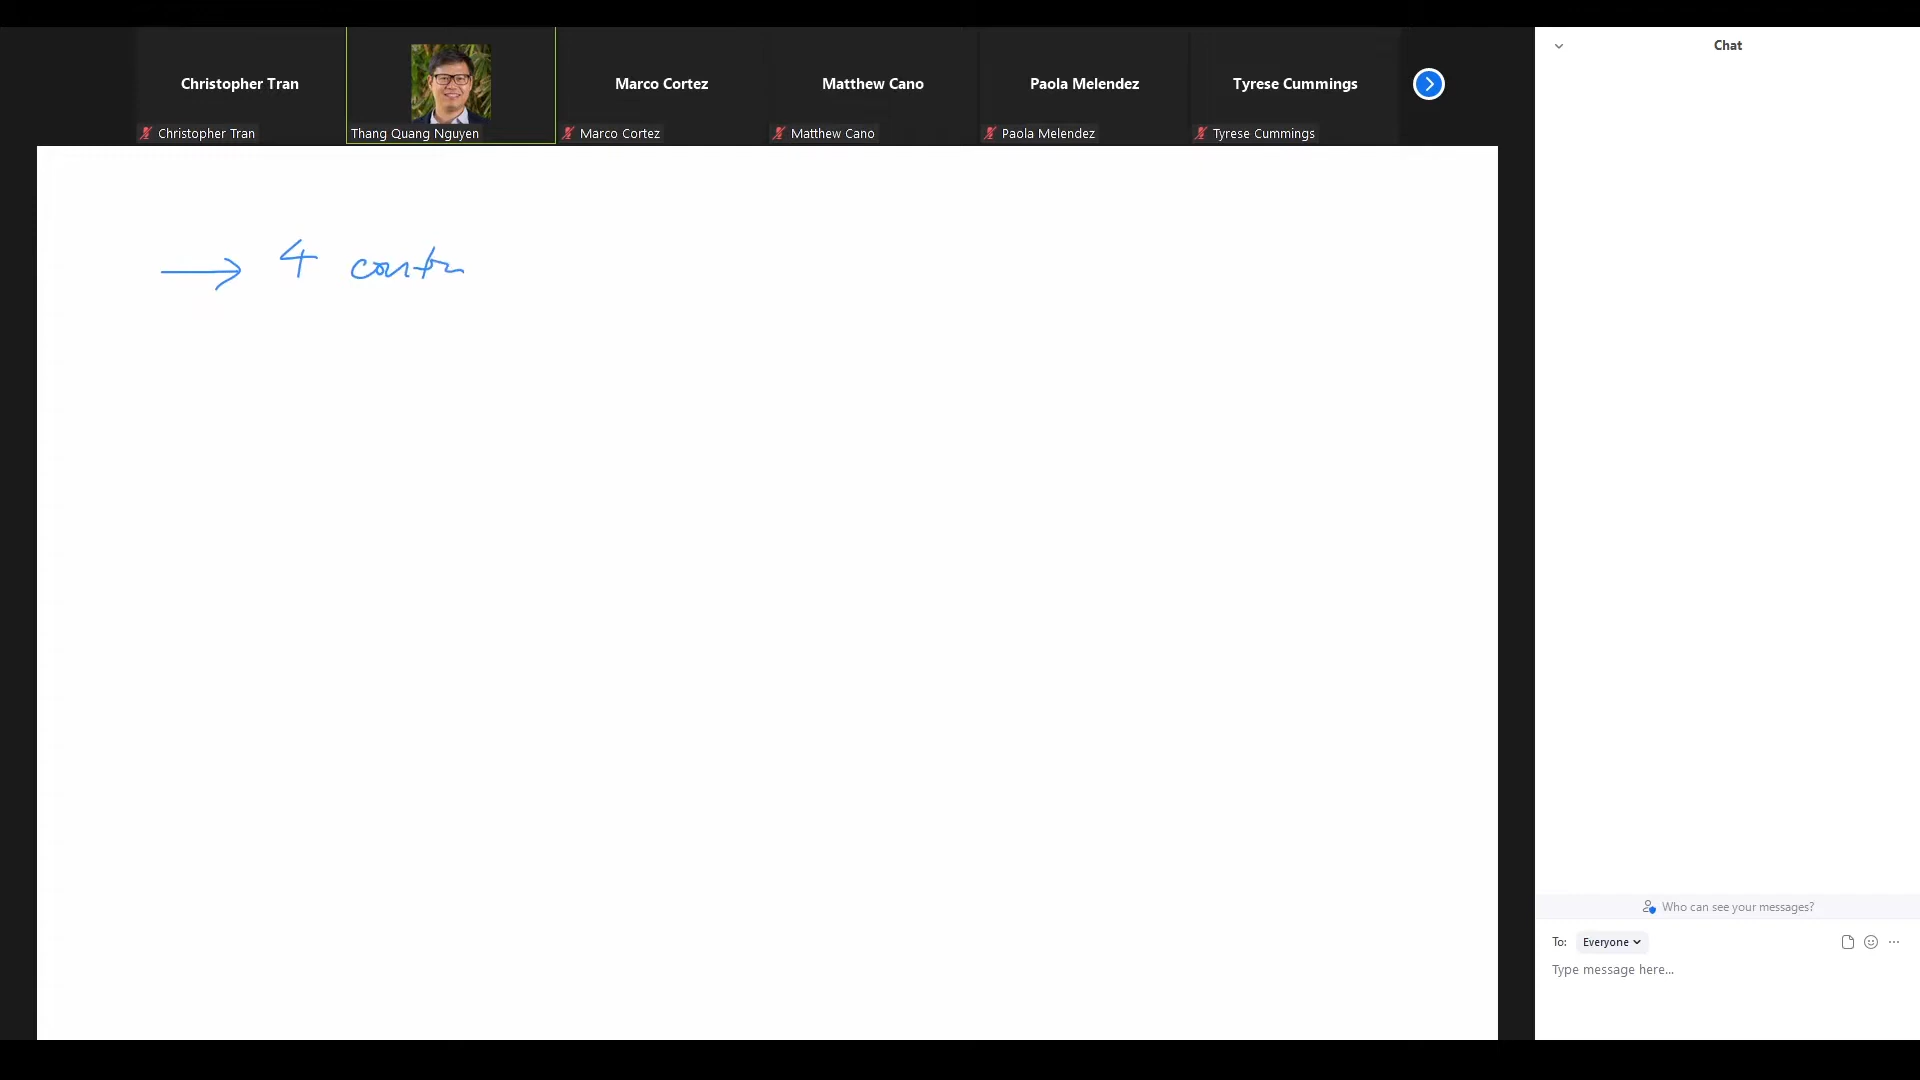 Chat
Christopher Tran
Marco Cortez
Matthew Cano
Paola Melendez
Tyrese Cummings
Christopher Tran
Thang Quang Nguyen
Marco Cortez
Matthew Cano
Paola Melendez
Tyrese Cummings
→ 4 contr
Who can see your messages?
To: Everyone
Type message here...